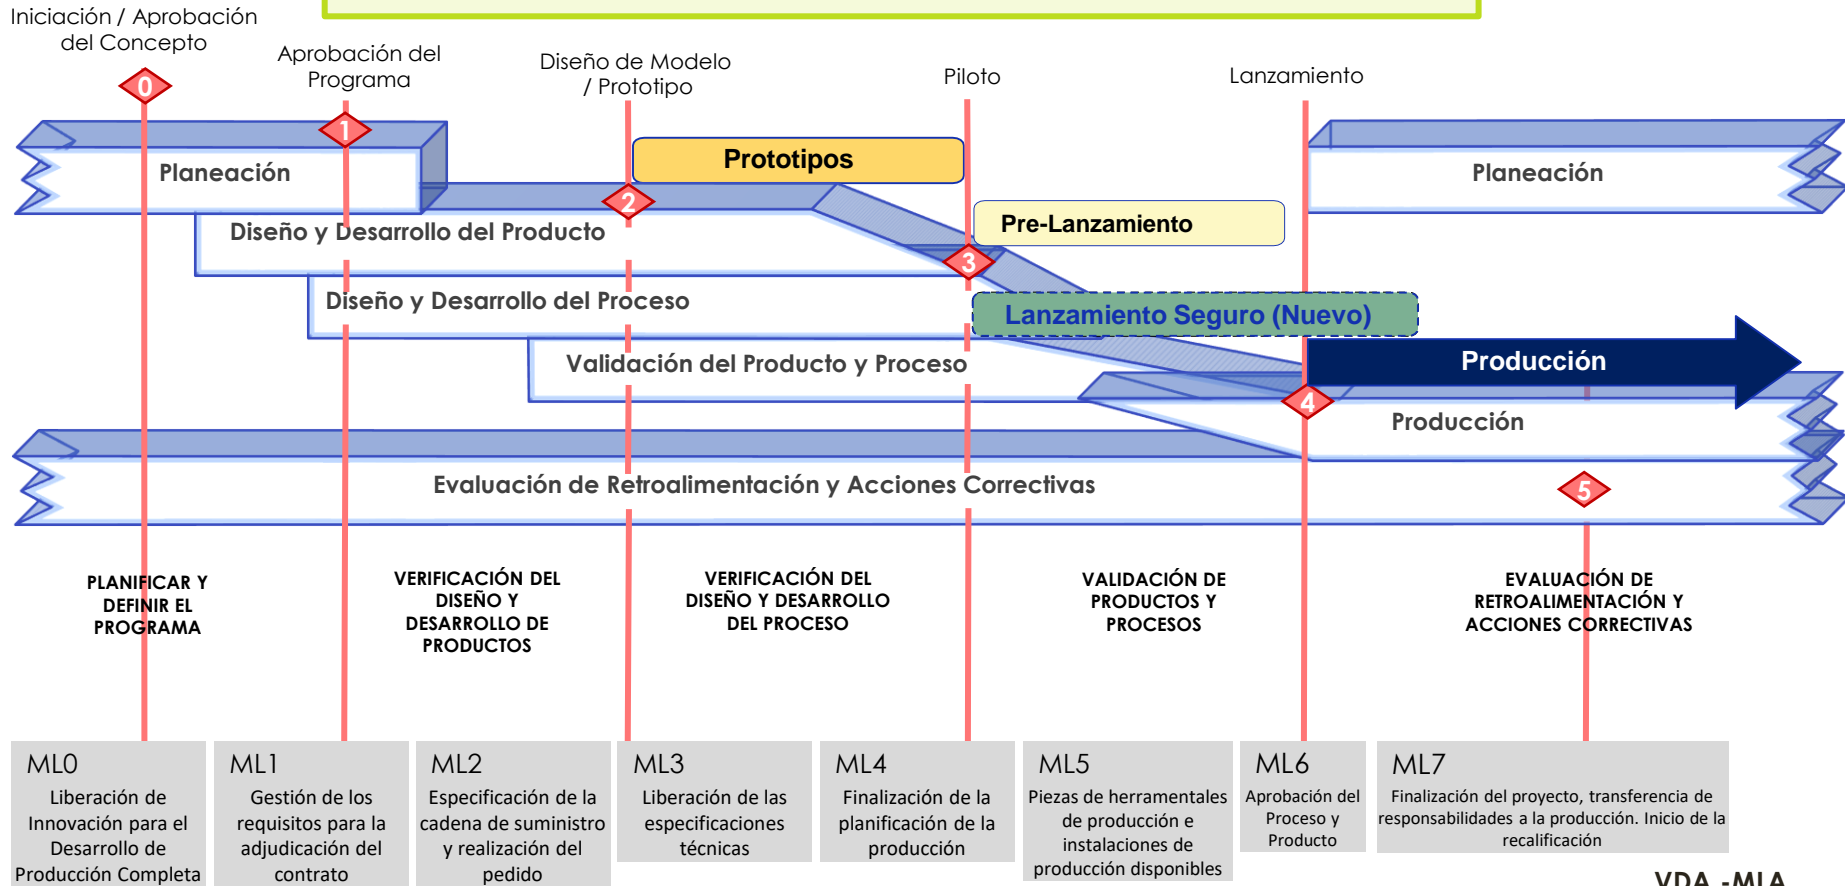 Iniciación / Aprobación
del Concepto
Aprobación del
Programa
Diseño de Modelo
/ Prototipo
Piloto
Lanzamiento
0
1
2
3
4
5
Planeación
Prototipos
Planeación
Diseño y Desarrollo del Producto
Pre-Lanzamiento
Diseño y Desarrollo del Proceso
Lanzamiento Seguro (Nuevo)
Validación del Producto y Proceso
Producción
Producción
Evaluación de Retroalimentación y Acciones Correctivas
PLANIFICAR Y
DEFINIR EL
PROGRAMA
VERIFICACIÓN DEL
DISEÑO Y
DESARROLLO DE
PRODUCTOS
VERIFICACIÓN DEL
DISEÑO Y DESARROLLO
DEL PROCESO
VALIDACIÓN DE
PRODUCTOS Y
PROCESOS
EVALUACIÓN DE
RETROALIMENTACIÓN Y
ACCIONES CORRECTIVAS
ML0
Liberación de
Innovación para el
Desarrollo de
Producción Completa
ML1
Gestión de los
requisitos para la
adjudicación del
contrato
ML2
Especificación de la
cadena de suministro
y realización del
pedido
ML3
Liberación de las
especificaciones
técnicas
ML4
Finalización de la
planificación de la
producción
ML5
Piezas de herramentales
de producción e
instalaciones de
producción disponibles
ML6
Aprobación del
Proceso y
Producto
ML7
Finalización del proyecto, transferencia de
responsabilidades a la producción. Inicio de la
recalificación
VDA -MLA